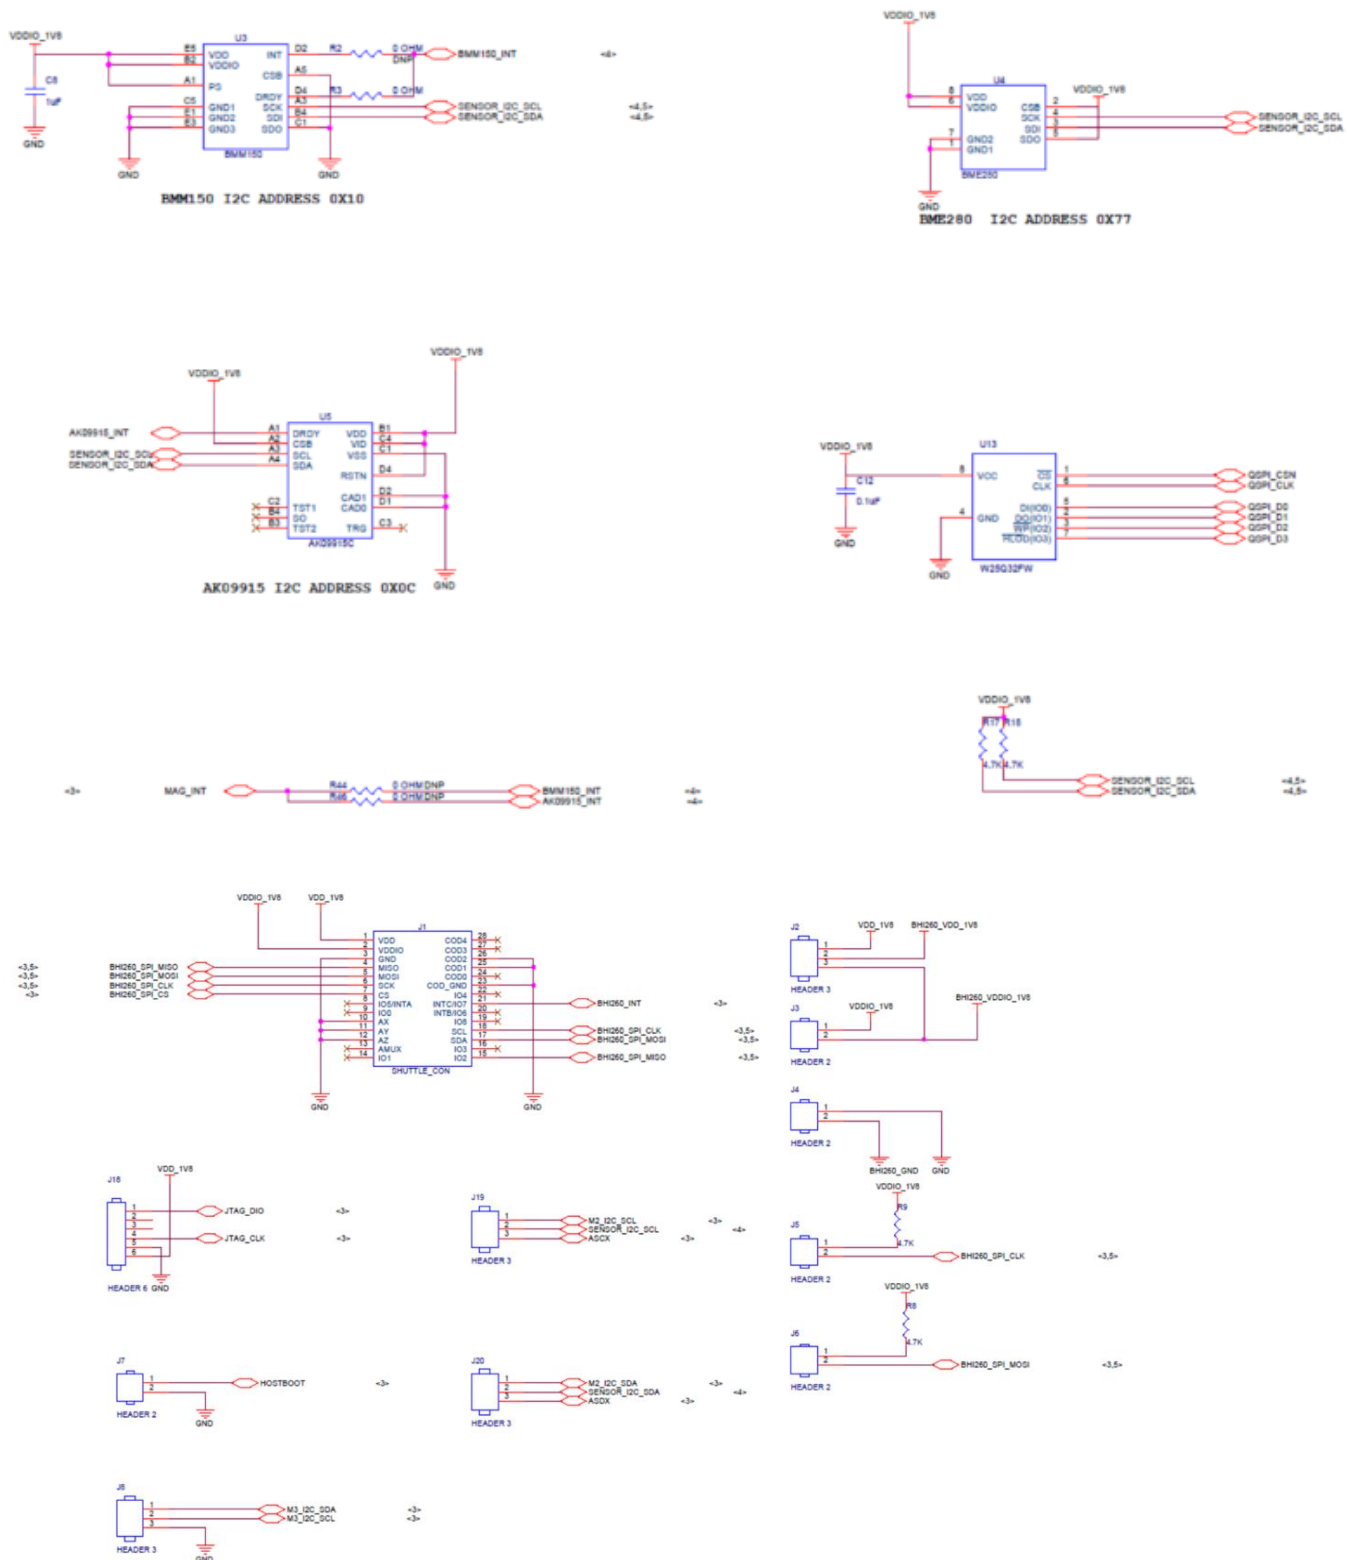 VDDIO_1V8
C8
1uF
GND
U3
E5 VDD INT D2 R2 0 OHM BMM150_INT <4>
B2 VDDIO DNP
CSB A5
A1 PS
DRDY D4 R3 0 OHM
C5 GND1 SCK A3 SENSOR_I2C_SCL <4,5>
E1 GND2 SDI B4 SENSOR_I2C_SDA <4,5>
E3 GND3 SDO C1
BMM150
GND GND
BMM150 I2C ADDRESS 0X10
VDDIO_1V8
U4
VDDIO_1V8
8 VDD CSB 2
6 VDDIO SCK 4 SENSOR_I2C_SCL
SDI 3 SENSOR_I2C_SDA
7 GND2 SDO 5
1 GND1
BME280
GND
BME280 I2C ADDRESS 0X77
VDDIO_1V8
VDDIO_1V8
U5
AK09915_INT A1 DRDY VDD B1
A2 CSB VID C4
SENSOR_I2C_SCL A3 SCL VSS C1
SENSOR_I2C_SDA A4 SDA
RSTN D4
CAD1 D2
C2 TST1 CAD0 D1
B4 SO
B3 TST2 TRG C3
AK09915C
GND
AK09915 I2C ADDRESS 0X0C
VDDIO_1V8
C12
0.1uF
GND
U13
8 VCC CS 1 QSPI_CSN
CLK 6 QSPI_CLK
DI(IO0) 5 QSPI_D0
4 GND DO(IO1) 2 QSPI_D1
WP(IO2) 3 QSPI_D2
HLOD(IO3) 7 QSPI_D3
W25Q32FW
GND
VDDIO_1V8
R17 R18
4.7K 4.7K
SENSOR_I2C_SCL <4,5>
SENSOR_I2C_SDA <4,5>
<3> MAG_INT R44 0 OHM DNP BMM150_INT <4>
R46 0 OHM DNP AK09915_INT <4>
VDDIO_1V8 VDD_1V8
J1
1 VDD COD4 28
2 VDDIO COD3 27
3 GND COD2 26
<3,5> BHI260_SPI_MISO 4 MISO COD1 25
<3,5> BHI260_SPI_MOSI 5 MOSI COD0 24
<3,5> BHI260_SPI_CLK 6 SCK COD_GND 23
<3> BHI260_SPI_CS 7 CS IO4 22
8 IO5/INTA INTC/IO7 21 BHI260_INT <3>
9 IO0 INTB/IO6 20
10 AX IO8 19
11 AY SCL 18 BHI260_SPI_CLK <3,5>
12 AZ SDA 17 BHI260_SPI_MOSI <3,5>
13 AMUX IO3 16
14 IO1 IO2 15 BHI260_SPI_MISO <3,5>
SHUTTLE_CON
GND GND
J2 VDD_1V8 BHI260_VDD_1V8
1
2
3
HEADER 3
J3 VDDIO_1V8 BHI260_VDDIO_1V8
1
2
HEADER 2
J4
1
2
HEADER 2
BHI260_GND GND
J18 VDD_1V8
1 JTAG_DIO <3>
2
3
4 JTAG_CLK <3>
5
6
HEADER 6 GND
J19
1 M2_I2C_SCL <3>
2 SENSOR_I2C_SCL <4>
3 ASCX <3>
HEADER 3
VDDIO_1V8
R9
4.7K
J5
1
2 BHI260_SPI_CLK <3,5>
HEADER 2
VDDIO_1V8
R8
4.7K
J6
1
2 BHI260_SPI_MOSI <3,5>
HEADER 2
J7
1 HOSTBOOT <3>
2
HEADER 2 GND
J20
1 M2_I2C_SDA <3>
2 SENSOR_I2C_SDA <4>
3 ASDX <3>
HEADER 3
1 M3_I2C_SDA <3>
2 M3_I2C_SCL <3>
3
HEADER 3
GND